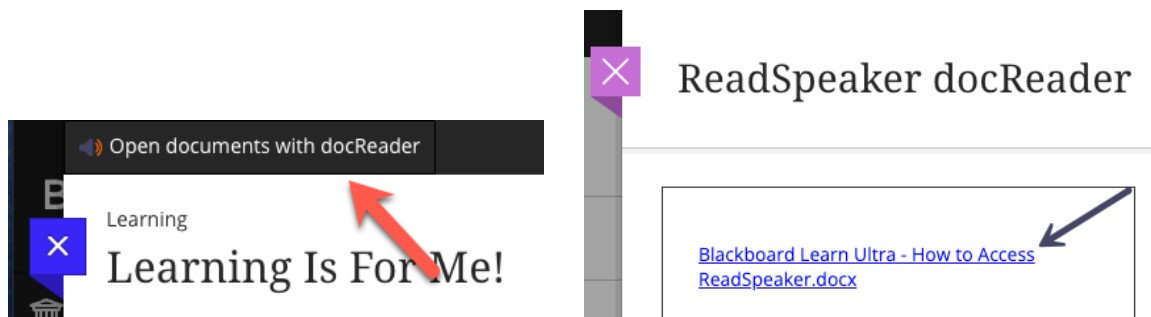 Open documents with docReader
B
Learning
Learning Is For Me!
ReadSpeaker docReader
Blackboard Learn Ultra - How to Access
ReadSpeaker.docx